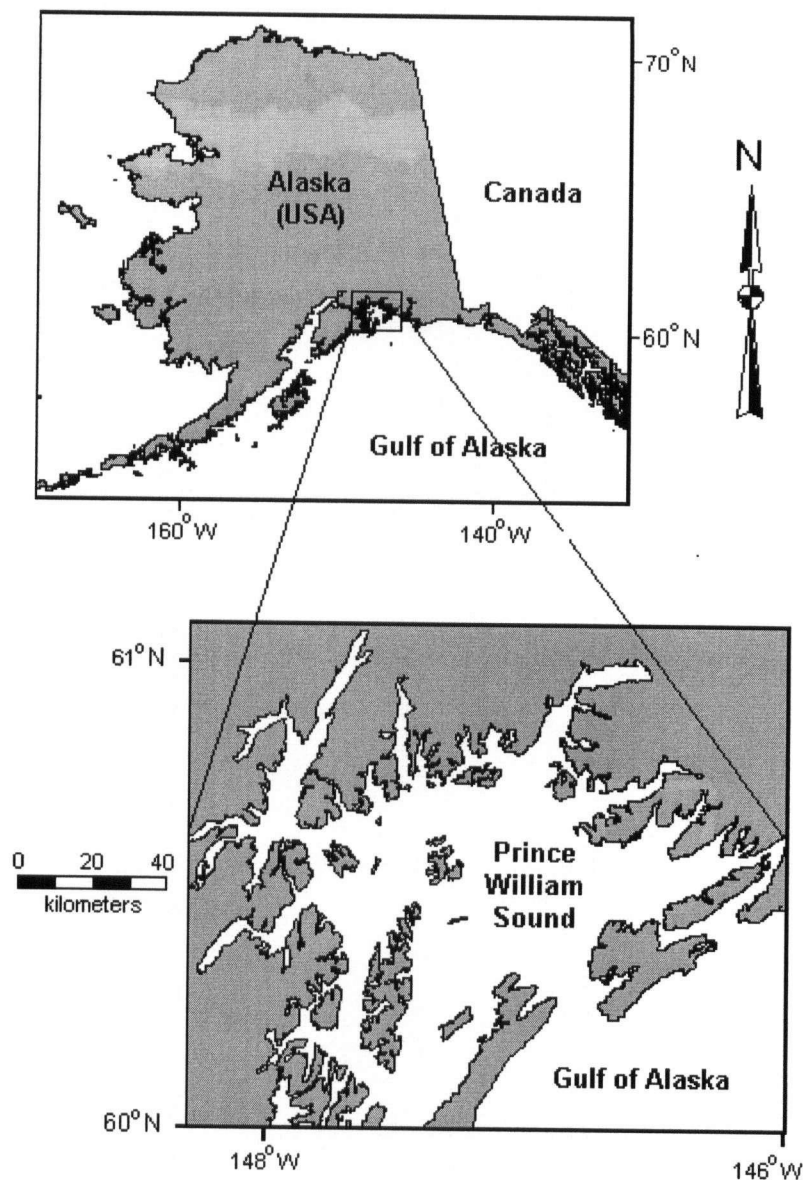 70°N
Alaska
(USA)
Canada
N
60°N
Gulf of Alaska
160°W
140°W
61°N
0 20 40
kilometers
Prince
William
Sound
Gulf of Alaska
60°N
148°W
146°W